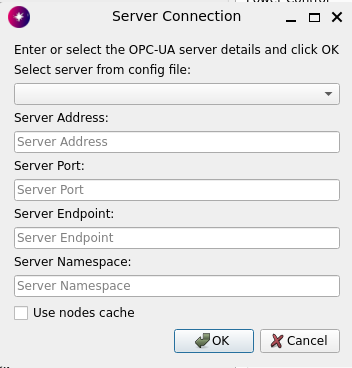 Server Connection
Enter or select the OPC-UA server details and click OK
Select server from config file:
Server Address:
Server Address
Server Port:
Server Port
Server Endpoint:
Server Endpoint
Server Namespace:
Server Namespace
Use nodes cache
OK
Cancel